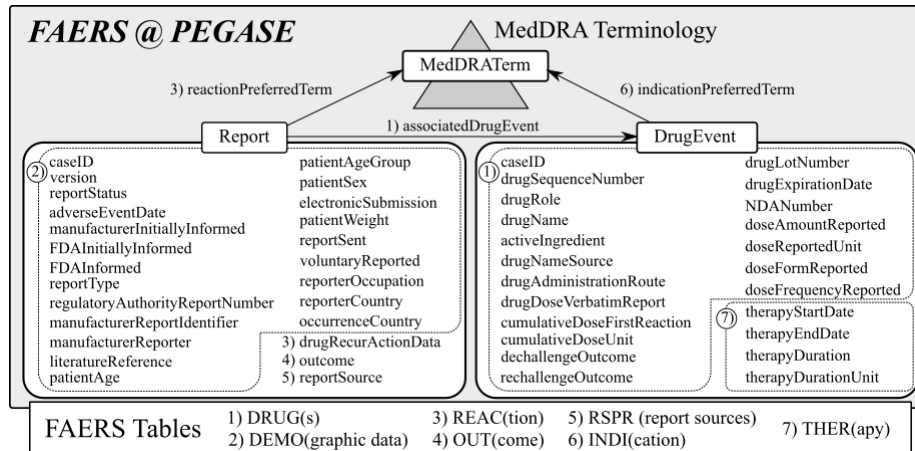 FAERS @ PEGASE
MedDRA Terminology
MedDRATerm
3) reactionPreferredTerm
6) indicationPreferredTerm
1) associatedDrugEvent
Report
DrugEvent
2
caseID
version
reportStatus
adverseEventDate
manufacturerInitiallyInformed
FDAInitiallyInformed
FDAInformed
reportType
regulatoryAuthorityReportNumber
manufacturerReportIdentifier
manufacturerReporter
literatureReference
patientAge
patientAgeGroup
patientSex
electronicSubmission
patientWeight
reportSent
voluntaryReported
reporterOccupation
reporterCountry
occurrenceCountry
3) drugRecurActionData
4) outcome
5) reportSource
1
caseID
drugSequenceNumber
drugRole
drugName
activeIngredient
drugNameSource
drugAdministrationRoute
drugDoseVerbatimReport
cumulativeDoseFirstReaction
cumulativeDoseUnit
dechallengeOutcome
rechallengeOutcome
drugLotNumber
drugExpirationDate
NDANumber
doseAmountReported
doseReportedUnit
doseFormReported
doseFrequencyReported
7
therapyStartDate
therapyEndDate
therapyDuration
therapyDurationUnit
FAERS Tables
1) DRUG(s)
2) DEMO(graphic data)
3) REAC(tion)
4) OUT(come)
5) RSPR (report sources)
6) INDI(cation)
7) THER(apy)